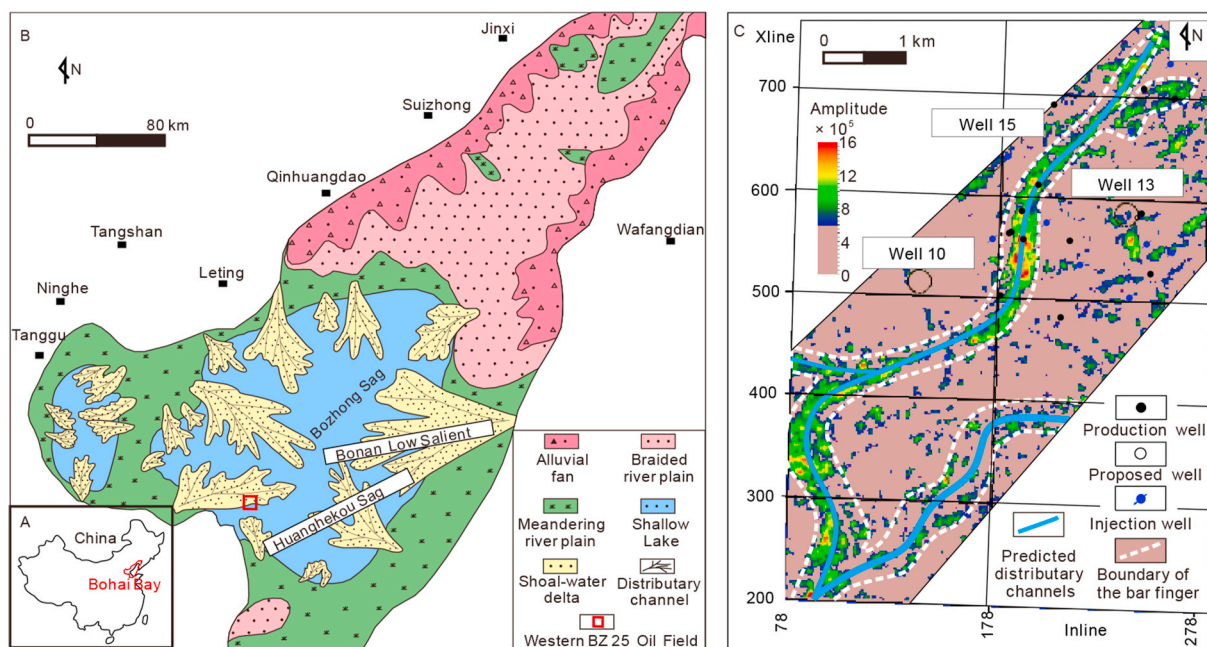 B
N
0 80 km
Jinxi
Suizhong
Qinhuangdao
Tangshan
Wafangdian
Leting
Ninghe
Tanggu
Bozhong Sag
Bonan Low Salient
Huanghekou Sag
Alluvial
fan
Braided
river plain
Meandering
river plain
Shallow
Lake
Shoal-water
delta
Distributary
channel
Western BZ 25 Oil Field
A
China
Bohai Bay
C
Xline
0 1 km
N
700
600
500
400
300
200
Amplitude
× 10⁵
16
12
8
4
0
Well 15
Well 13
Well 10
Production well
Proposed well
Injection well
Predicted
distributary
channels
Boundary of
the bar finger
78
178
278
Inline